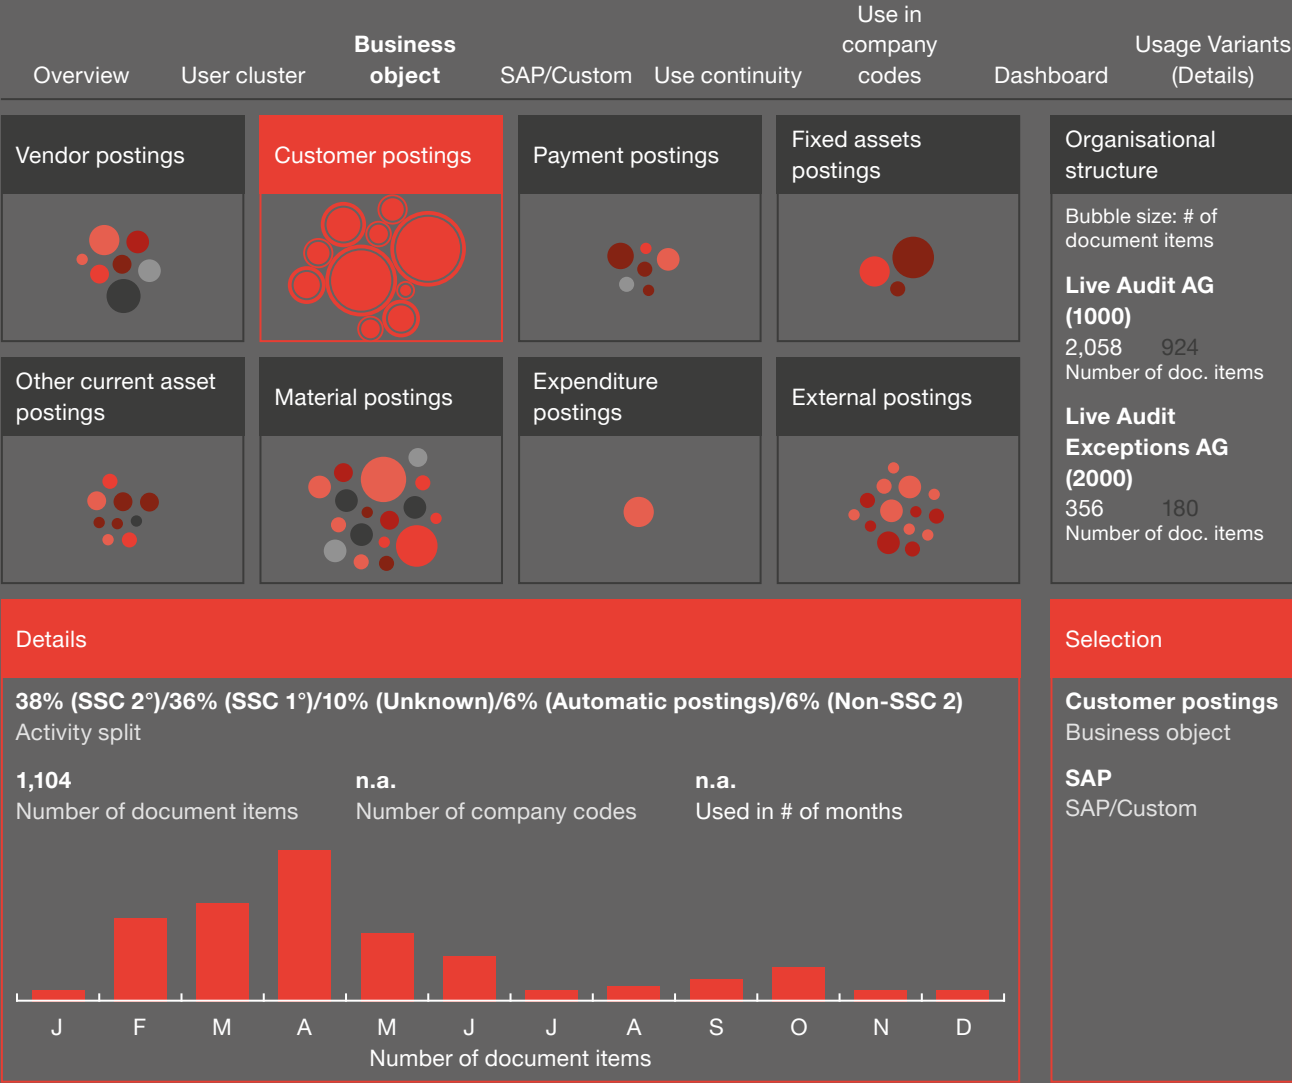 Overview
User cluster
Business
object
SAP/Custom
Use continuity
Use in
company
codes
Dashboard
Usage Variants
(Details)
Vendor postings
Customer postings
Payment postings
Fixed assets
postings
Organisational
structure
Bubble size: # of
document items
Live Audit AG
(1000)
2,058 924
Number of doc. items
Live Audit
Exceptions AG
(2000)
356 180
Number of doc. items
Other current asset
postings
Material postings
Expenditure
postings
External postings
Details
38% (SSC 2°)/36% (SSC 1°)/10% (Unknown)/6% (Automatic postings)/6% (Non-SSC 2)
Activity split
1,104
Number of document items
n.a.
Number of company codes
n.a.
Used in # of months
J F M A M J J A S O N D
Number of document items
Selection
Customer postings
Business object
SAP
SAP/Custom